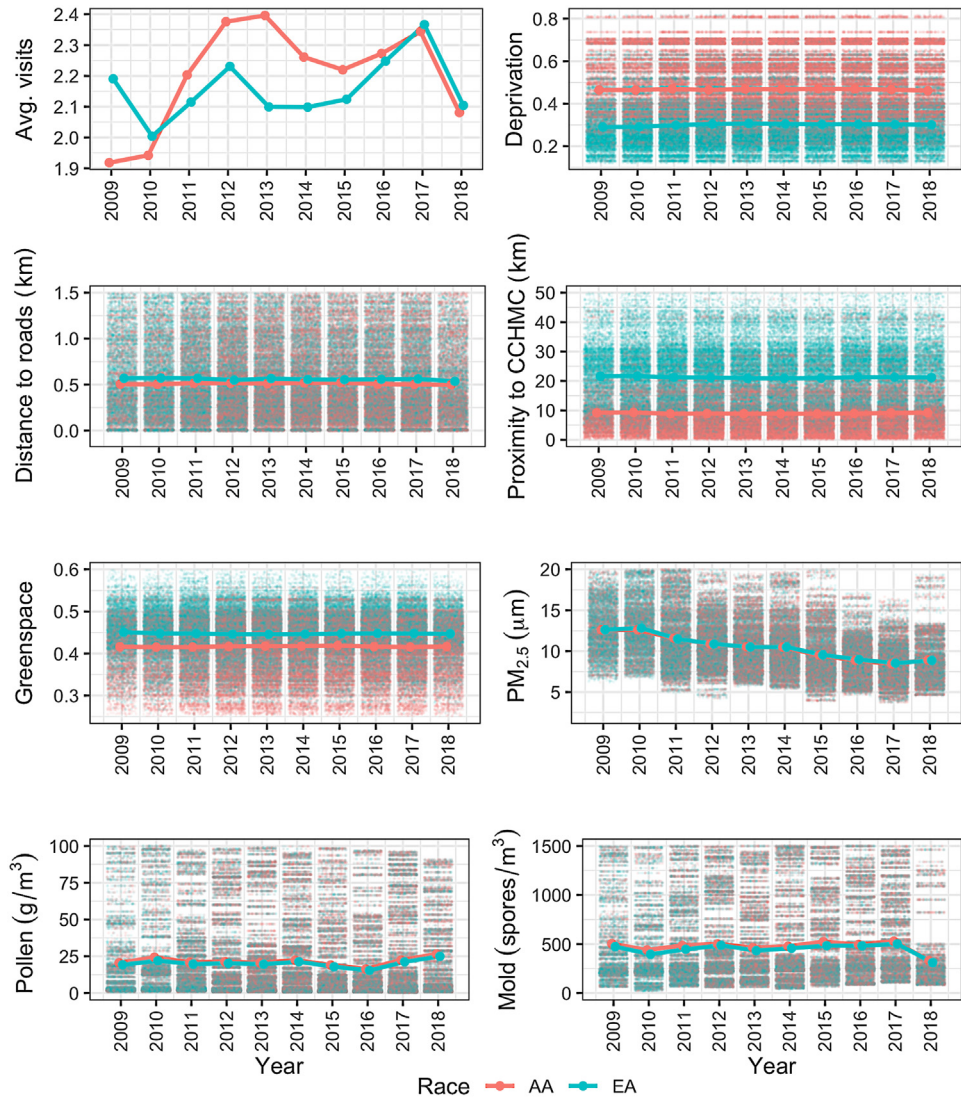 Avg. visits
2.4
2.3
2.2
2.1
2.0
1.9
2009 2010 2011 2012 2013 2014 2015 2016 2017 2018
Deprivation
0.8
0.6
0.4
0.2
2009 2010 2011 2012 2013 2014 2015 2016 2017 2018
Distance to roads (km)
1.5
1.0
0.5
0.0
2009 2010 2011 2012 2013 2014 2015 2016 2017 2018
Proximity to CCHMC (km)
50
40
30
20
10
0
2009 2010 2011 2012 2013 2014 2015 2016 2017 2018
Greenspace
0.6
0.5
0.4
0.3
2009 2010 2011 2012 2013 2014 2015 2016 2017 2018
PM2.5 (μm)
20
15
10
5
2009 2010 2011 2012 2013 2014 2015 2016 2017 2018
Pollen (g/m³)
100
75
50
25
0
2009 2010 2011 2012 2013 2014 2015 2016 2017 2018
Year
Mold (spores/m³)
1500
1000
500
0
2009 2010 2011 2012 2013 2014 2015 2016 2017 2018
Year
Race AA EA